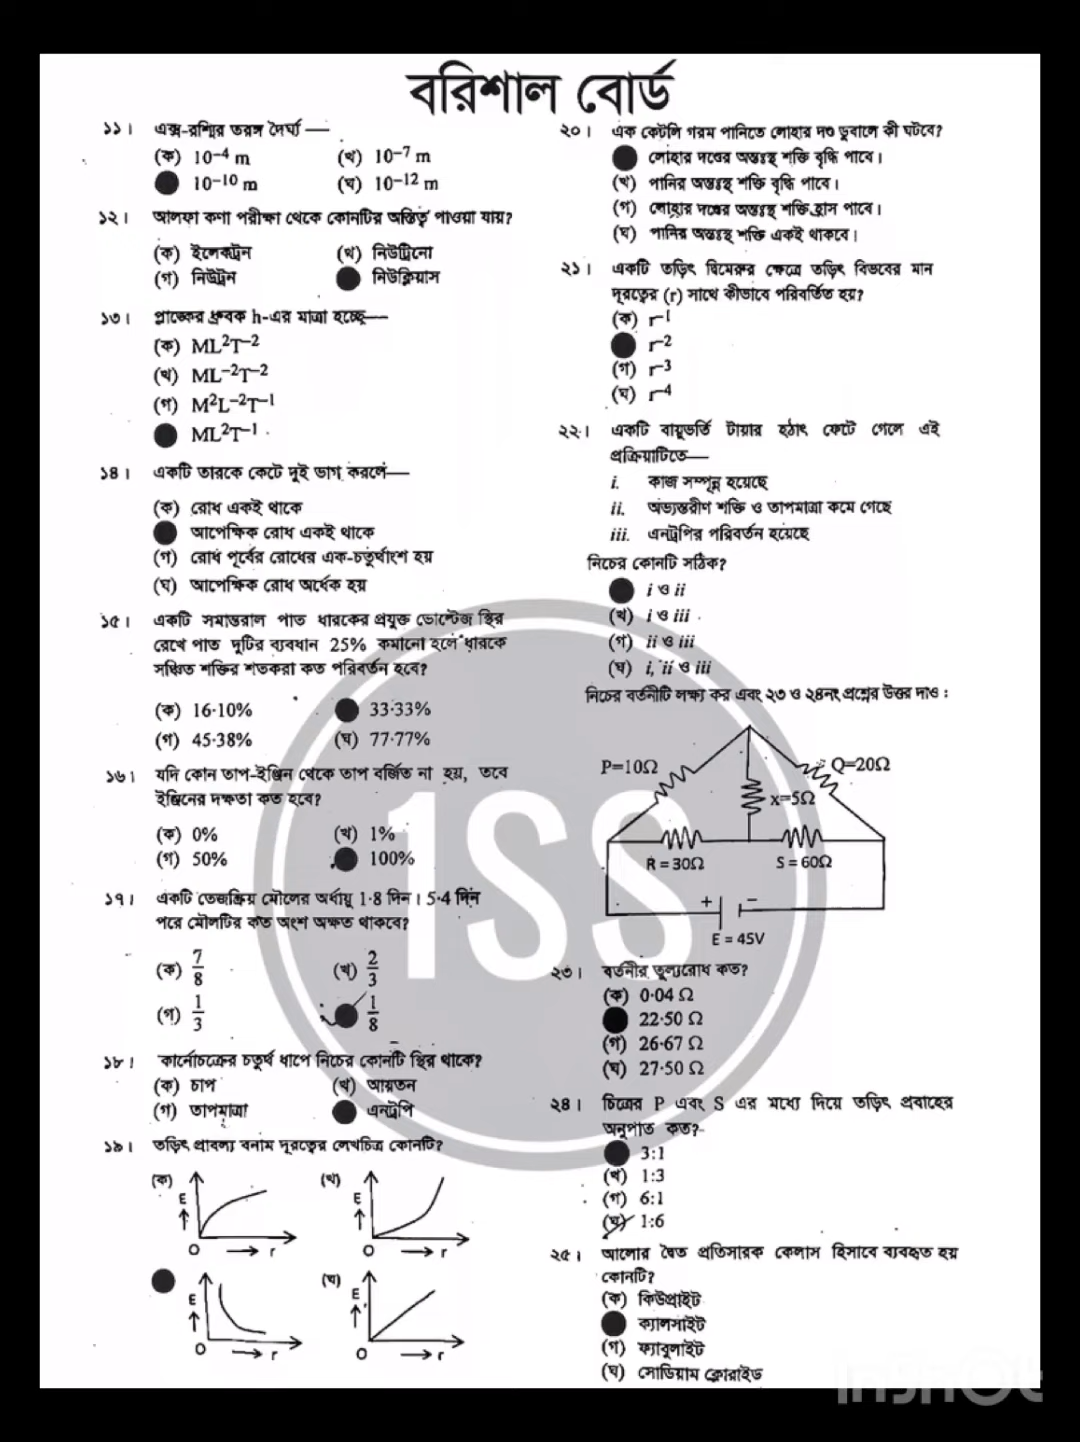 বরিশাল বোর্ড
১১। এক্স-রশ্মির তরঙ্গ দৈর্ঘ্য —
(ক) 10⁻⁴ m (খ) 10⁻⁷ m
10⁻¹⁰ m (ঘ) 10⁻¹² m
১২। আলফা কণা পরীক্ষা থেকে কোনটির অস্তিত্ব পাওয়া যায়?
(ক) ইলেকট্রন (খ) নিউট্রিনো
(গ) নিউট্রন নিউক্লিয়াস
১৩। প্লাঙ্কের ধ্রুবক h-এর মাত্রা হচ্ছে—
(ক) ML²T⁻²
(খ) ML⁻²T⁻²
(গ) M²L⁻²T⁻¹
ML²T⁻¹
১৪। একটি তারকে কেটে দুই ভাগ করলে—
(ক) রোধ একই থাকে
আপেক্ষিক রোধ একই থাকে
(গ) রোধ পূর্বের রোধের এক-চতুর্থাংশ হয়
(ঘ) আপেক্ষিক রোধ অর্ধেক হয়
১৫। একটি সমান্তরাল পাত ধারকের প্রযুক্ত ভোল্টেজ স্থির
রেখে পাত দুটির ব্যবধান 25% কমানো হলে ধারকে
সঞ্চিত শক্তির শতকরা কত পরিবর্তন হবে?
(ক) 16·10% 33·33%
(গ) 45·38% (ঘ) 77·77%
১৬। যদি কোন তাপ-ইঞ্জিন থেকে তাপ বর্জিত না হয়, তবে
ইঞ্জিনের দক্ষতা কত হবে?
(ক) 0% (খ) 1%
(গ) 50% 100%
১৭। একটি তেজস্ক্রিয় মৌলের অর্ধায়ু 1·8 দিন। 5·4 দিন
পরে মৌলটির কত অংশ অক্ষত থাকবে?
(ক) 7/8 (খ) 2/3
(গ) 1/3 1/8
১৮। কার্নোচক্রের চতুর্থ ধাপে নিচের কোনটি স্থির থাকে?
(ক) চাপ (খ) আয়তন
(গ) তাপমাত্রা এনট্রপি
১৯। তড়িৎ প্রাবল্য বনাম দূরত্বের লেখচিত্র কোনটি?
(ক) E O r (খ) E O r
E O r (ঘ) E O r
২০। এক কেটলি গরম পানিতে লোহার দণ্ড ডুবালে কী ঘটবে?
লোহার দণ্ডের অন্তঃস্থ শক্তি বৃদ্ধি পাবে।
(খ) পানির অন্তঃস্থ শক্তি বৃদ্ধি পাবে।
(গ) লোহার দণ্ডের অন্তঃস্থ শক্তি হ্রাস পাবে।
(ঘ) পানির অন্তঃস্থ শক্তি একই থাকবে।
২১। একটি তড়িৎ দ্বিমেরুর ক্ষেত্রে তড়িৎ বিভবের মান
দূরত্বের (r) সাথে কীভাবে পরিবর্তিত হয়?
(ক) r⁻¹
r⁻²
(গ) r⁻³
(ঘ) r⁻⁴
২২। একটি বায়ুভর্তি টায়ার হঠাৎ ফেটে গেলে এই
প্রক্রিয়াটিতে—
i. কাজ সম্পন্ন হয়েছে
ii. অভ্যন্তরীণ শক্তি ও তাপমাত্রা কমে গেছে
iii. এনট্রপির পরিবর্তন হয়েছে
নিচের কোনটি সঠিক?
i ও ii
(খ) i ও iii
(গ) ii ও iii
(ঘ) i, ii ও iii
নিচের বর্তনীটি লক্ষ্য কর এবং ২৩ ও ২৪নং প্রশ্নের উত্তর দাও :
P=10Ω Q=20Ω
x=5Ω
R = 30Ω S = 60Ω
+ −
E = 45V
২৩। বর্তনীর তুল্যরোধ কত?
(ক) 0·04 Ω
22·50 Ω
(গ) 26·67 Ω
(ঘ) 27·50 Ω
২৪। চিত্রের P এবং S এর মধ্যে দিয়ে তড়িৎ প্রবাহের
অনুপাত কত?
3:1
(খ) 1:3
(গ) 6:1
(ঘ) 1:6
২৫। আলোর দ্বৈত প্রতিসারক কেলাস হিসাবে ব্যবহৃত হয়
কোনটি?
(ক) কিউপ্রাইট
ক্যালসাইট
(গ) ফ্যাবুলাইট
(ঘ) সোডিয়াম ক্লোরাইড
1SS
InShOt